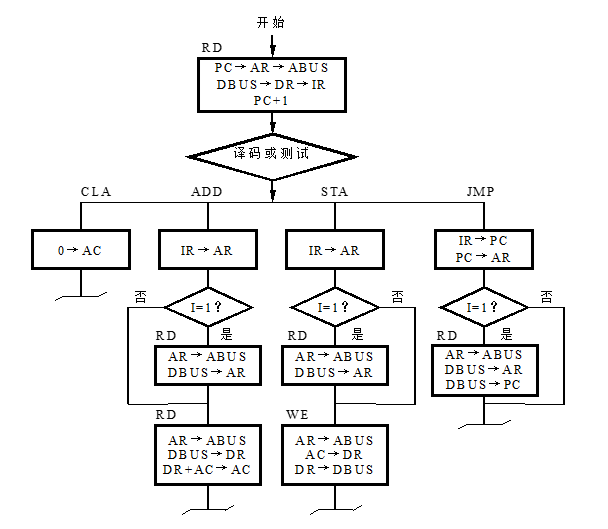 开始
RD
PC→AR→ABUS
DBUS→DR→IR
PC+1
译码或测试
CLA
ADD
STA
JMP
0→AC
IR→AR
IR→AR
IR→PC
PC→AR
否
I=1?
I=1?
否
I=1?
否
RD
是
RD
是
RD
是
AR→ABUS
DBUS→AR
AR→ABUS
DBUS→AR
AR→ABUS
DBUS→AR
DBUS→PC
RD
WE
AR→ABUS
DBUS→DR
DR+AC→AC
AR→ABUS
AC→DR
DR→DBUS